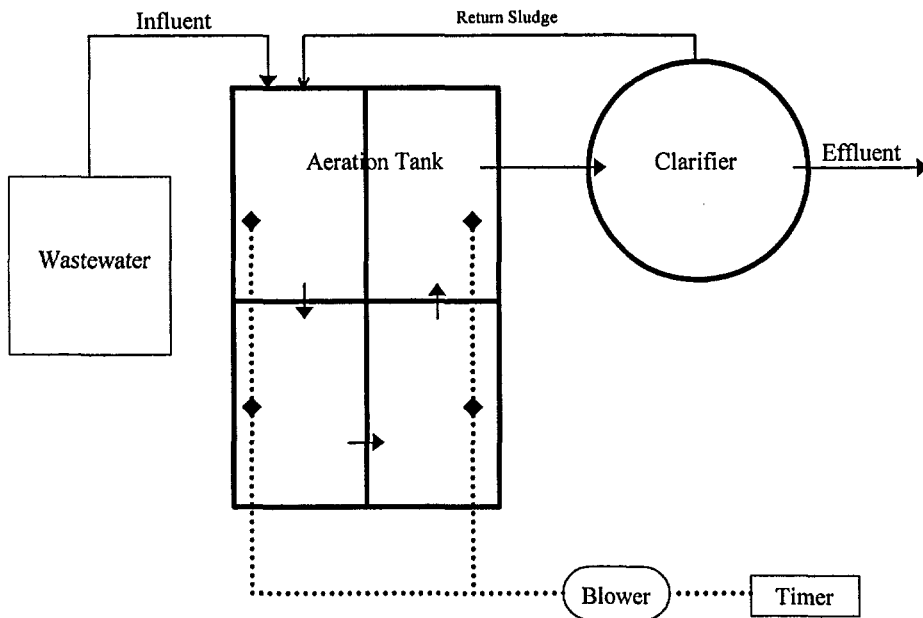 Return Sludge
Influent
Aeration Tank
Clarifier
Effluent
Wastewater
Blower
Timer